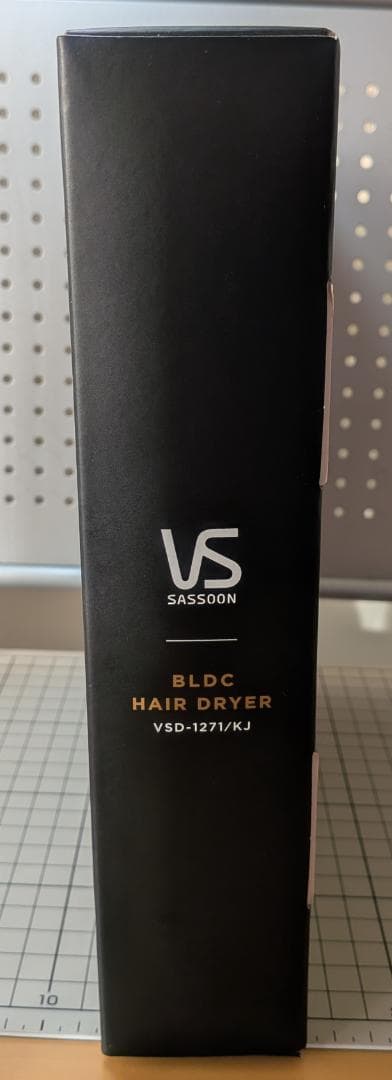 VS
SASSOON
BLDC
HAIR DRYER
VSD-1271/KJ
10